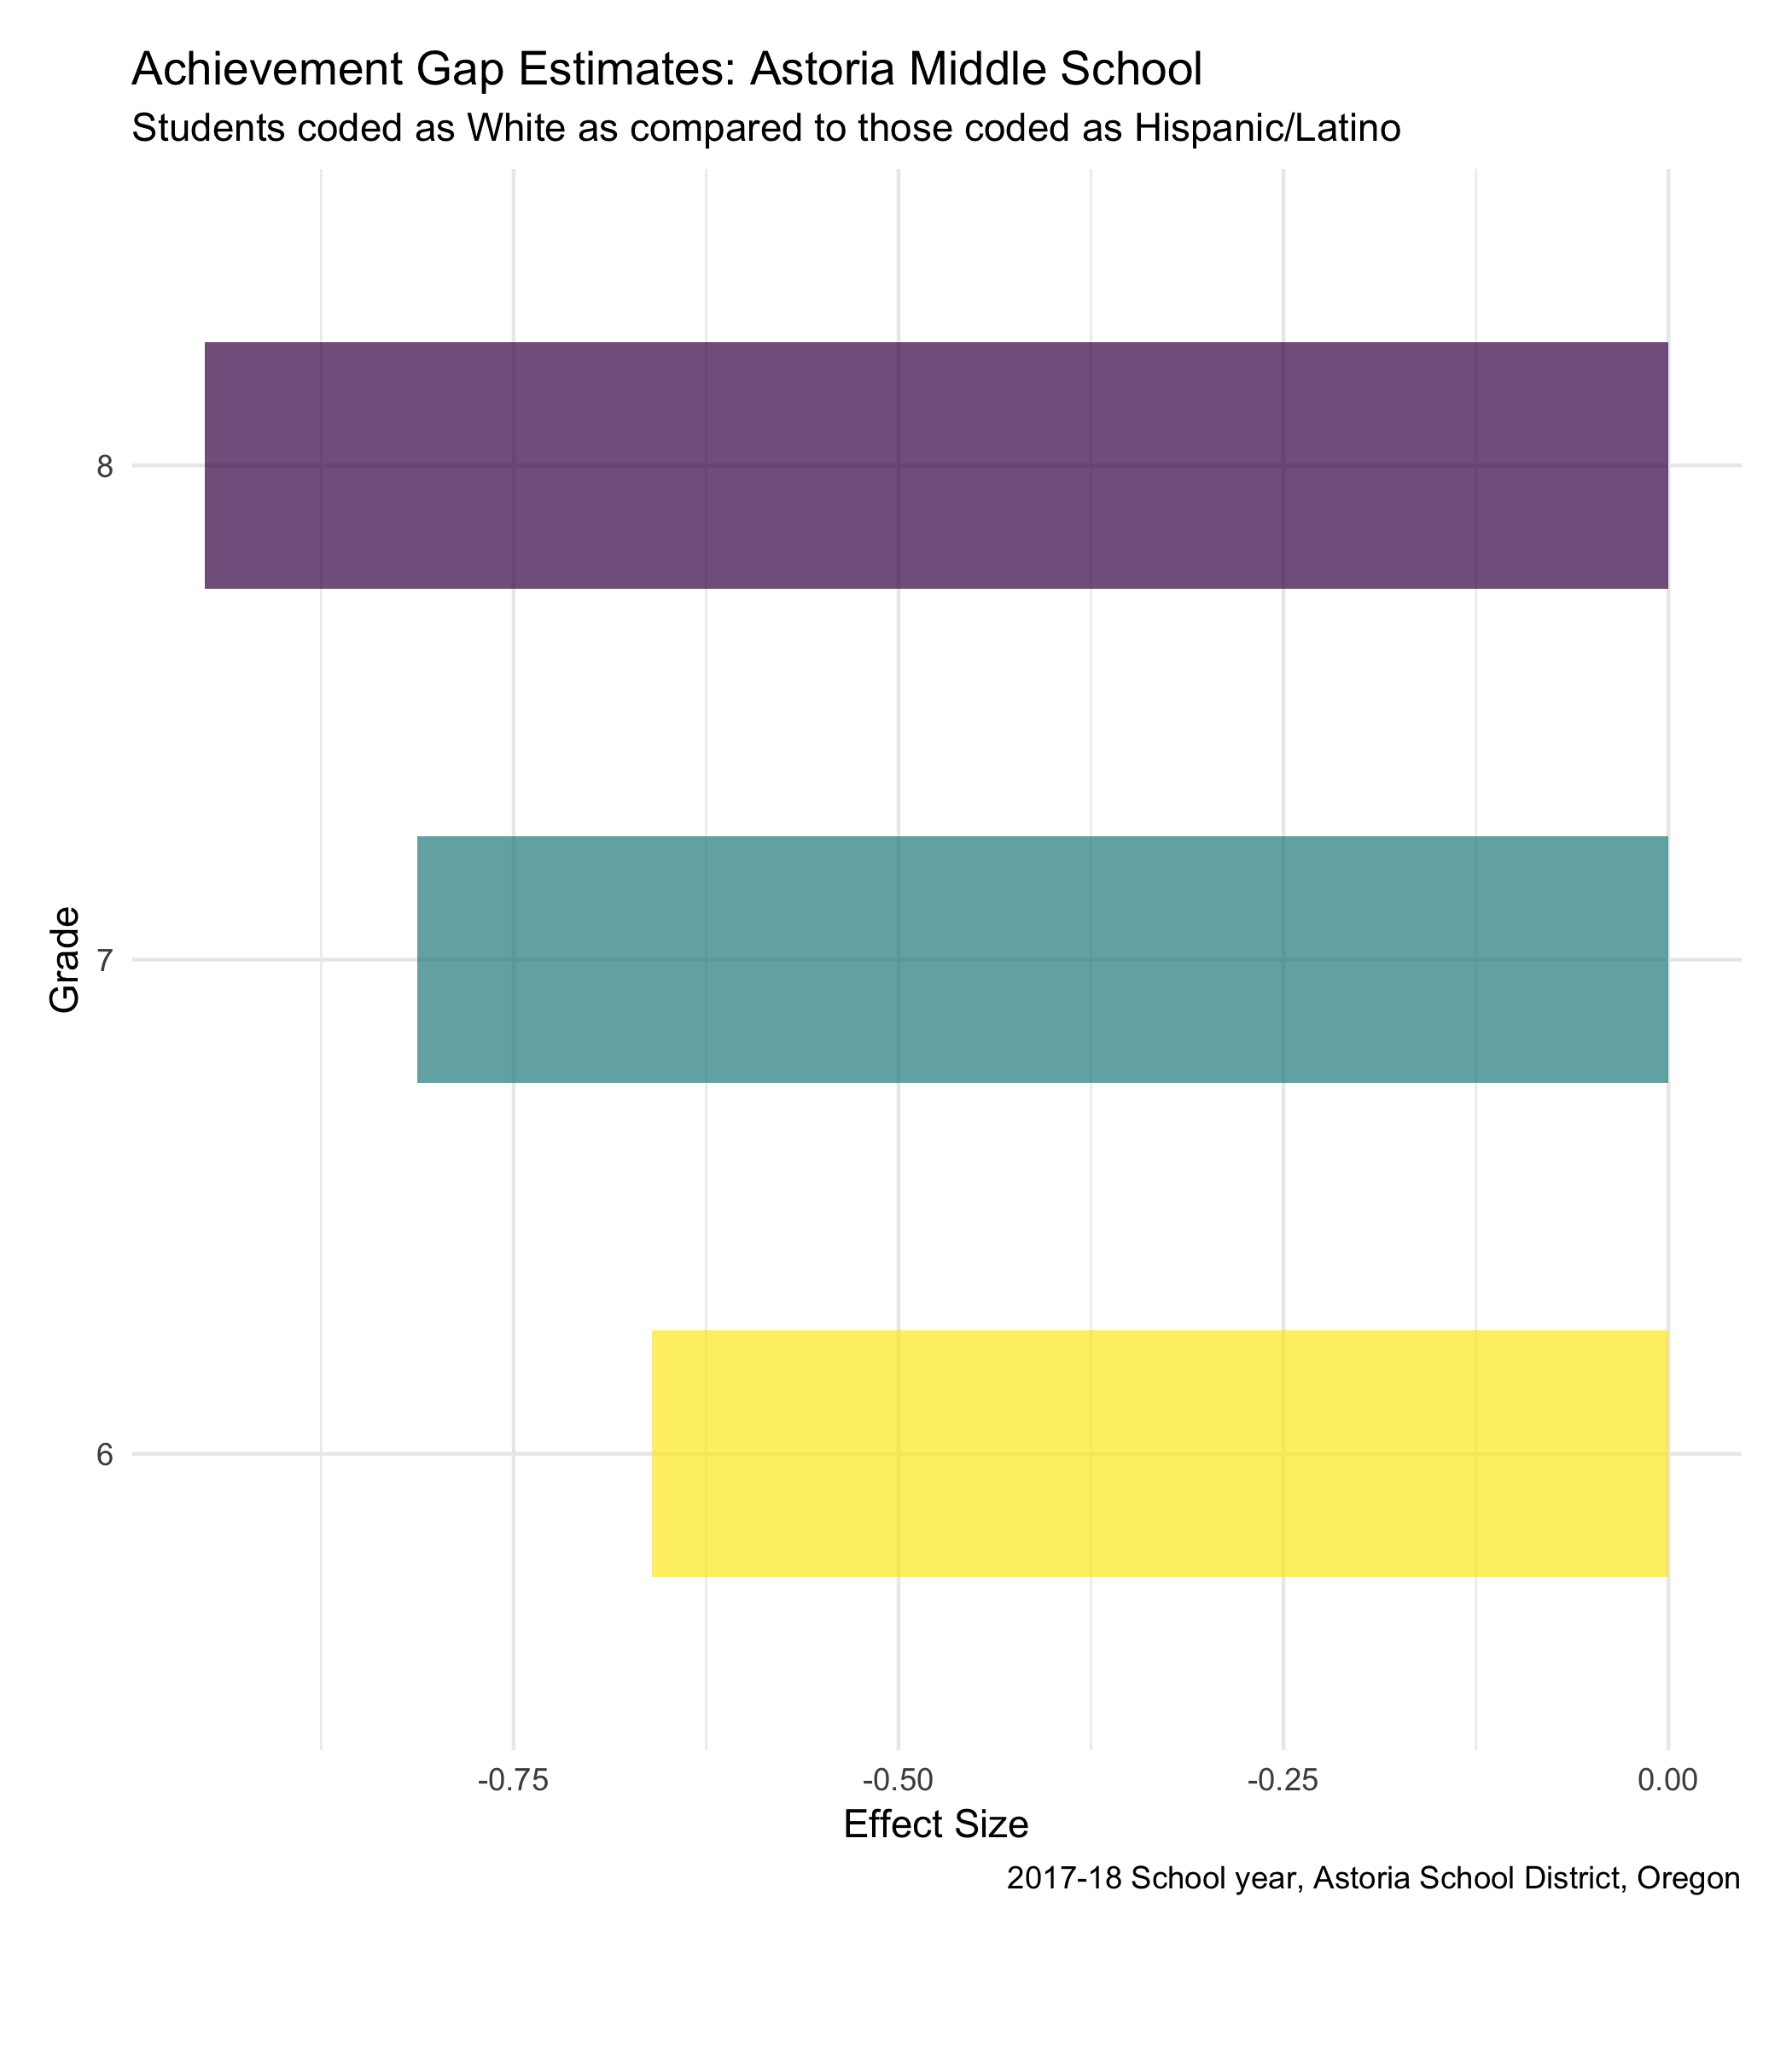 Achievement Gap Estimates: Astoria Middle School
Students coded as White as compared to those coded as Hispanic/Latino
8
7
6
Grade
-0.75
-0.50
-0.25
0.00
Effect Size
2017-18 School year, Astoria School District, Oregon